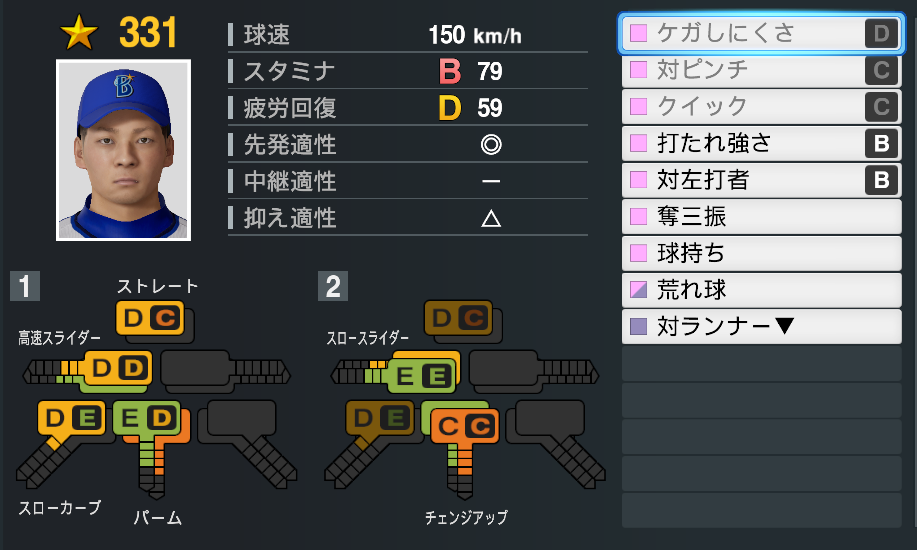 ★ 331
球速 150 km/h
スタミナ B 79
疲労回復 D 59
先発適性 ◎
中継適性 －
抑え適性 △
ケガしにくさ D
対ピンチ C
クイック C
打たれ強さ B
対左打者 B
奪三振
球持ち
荒れ球
対ランナー▼
1
ストレート
D C
高速スライダー
D D
D E
E D
スローカーブ
パーム
2
D C
スロースライダー
E E
D E
C C
チェンジアップ
B